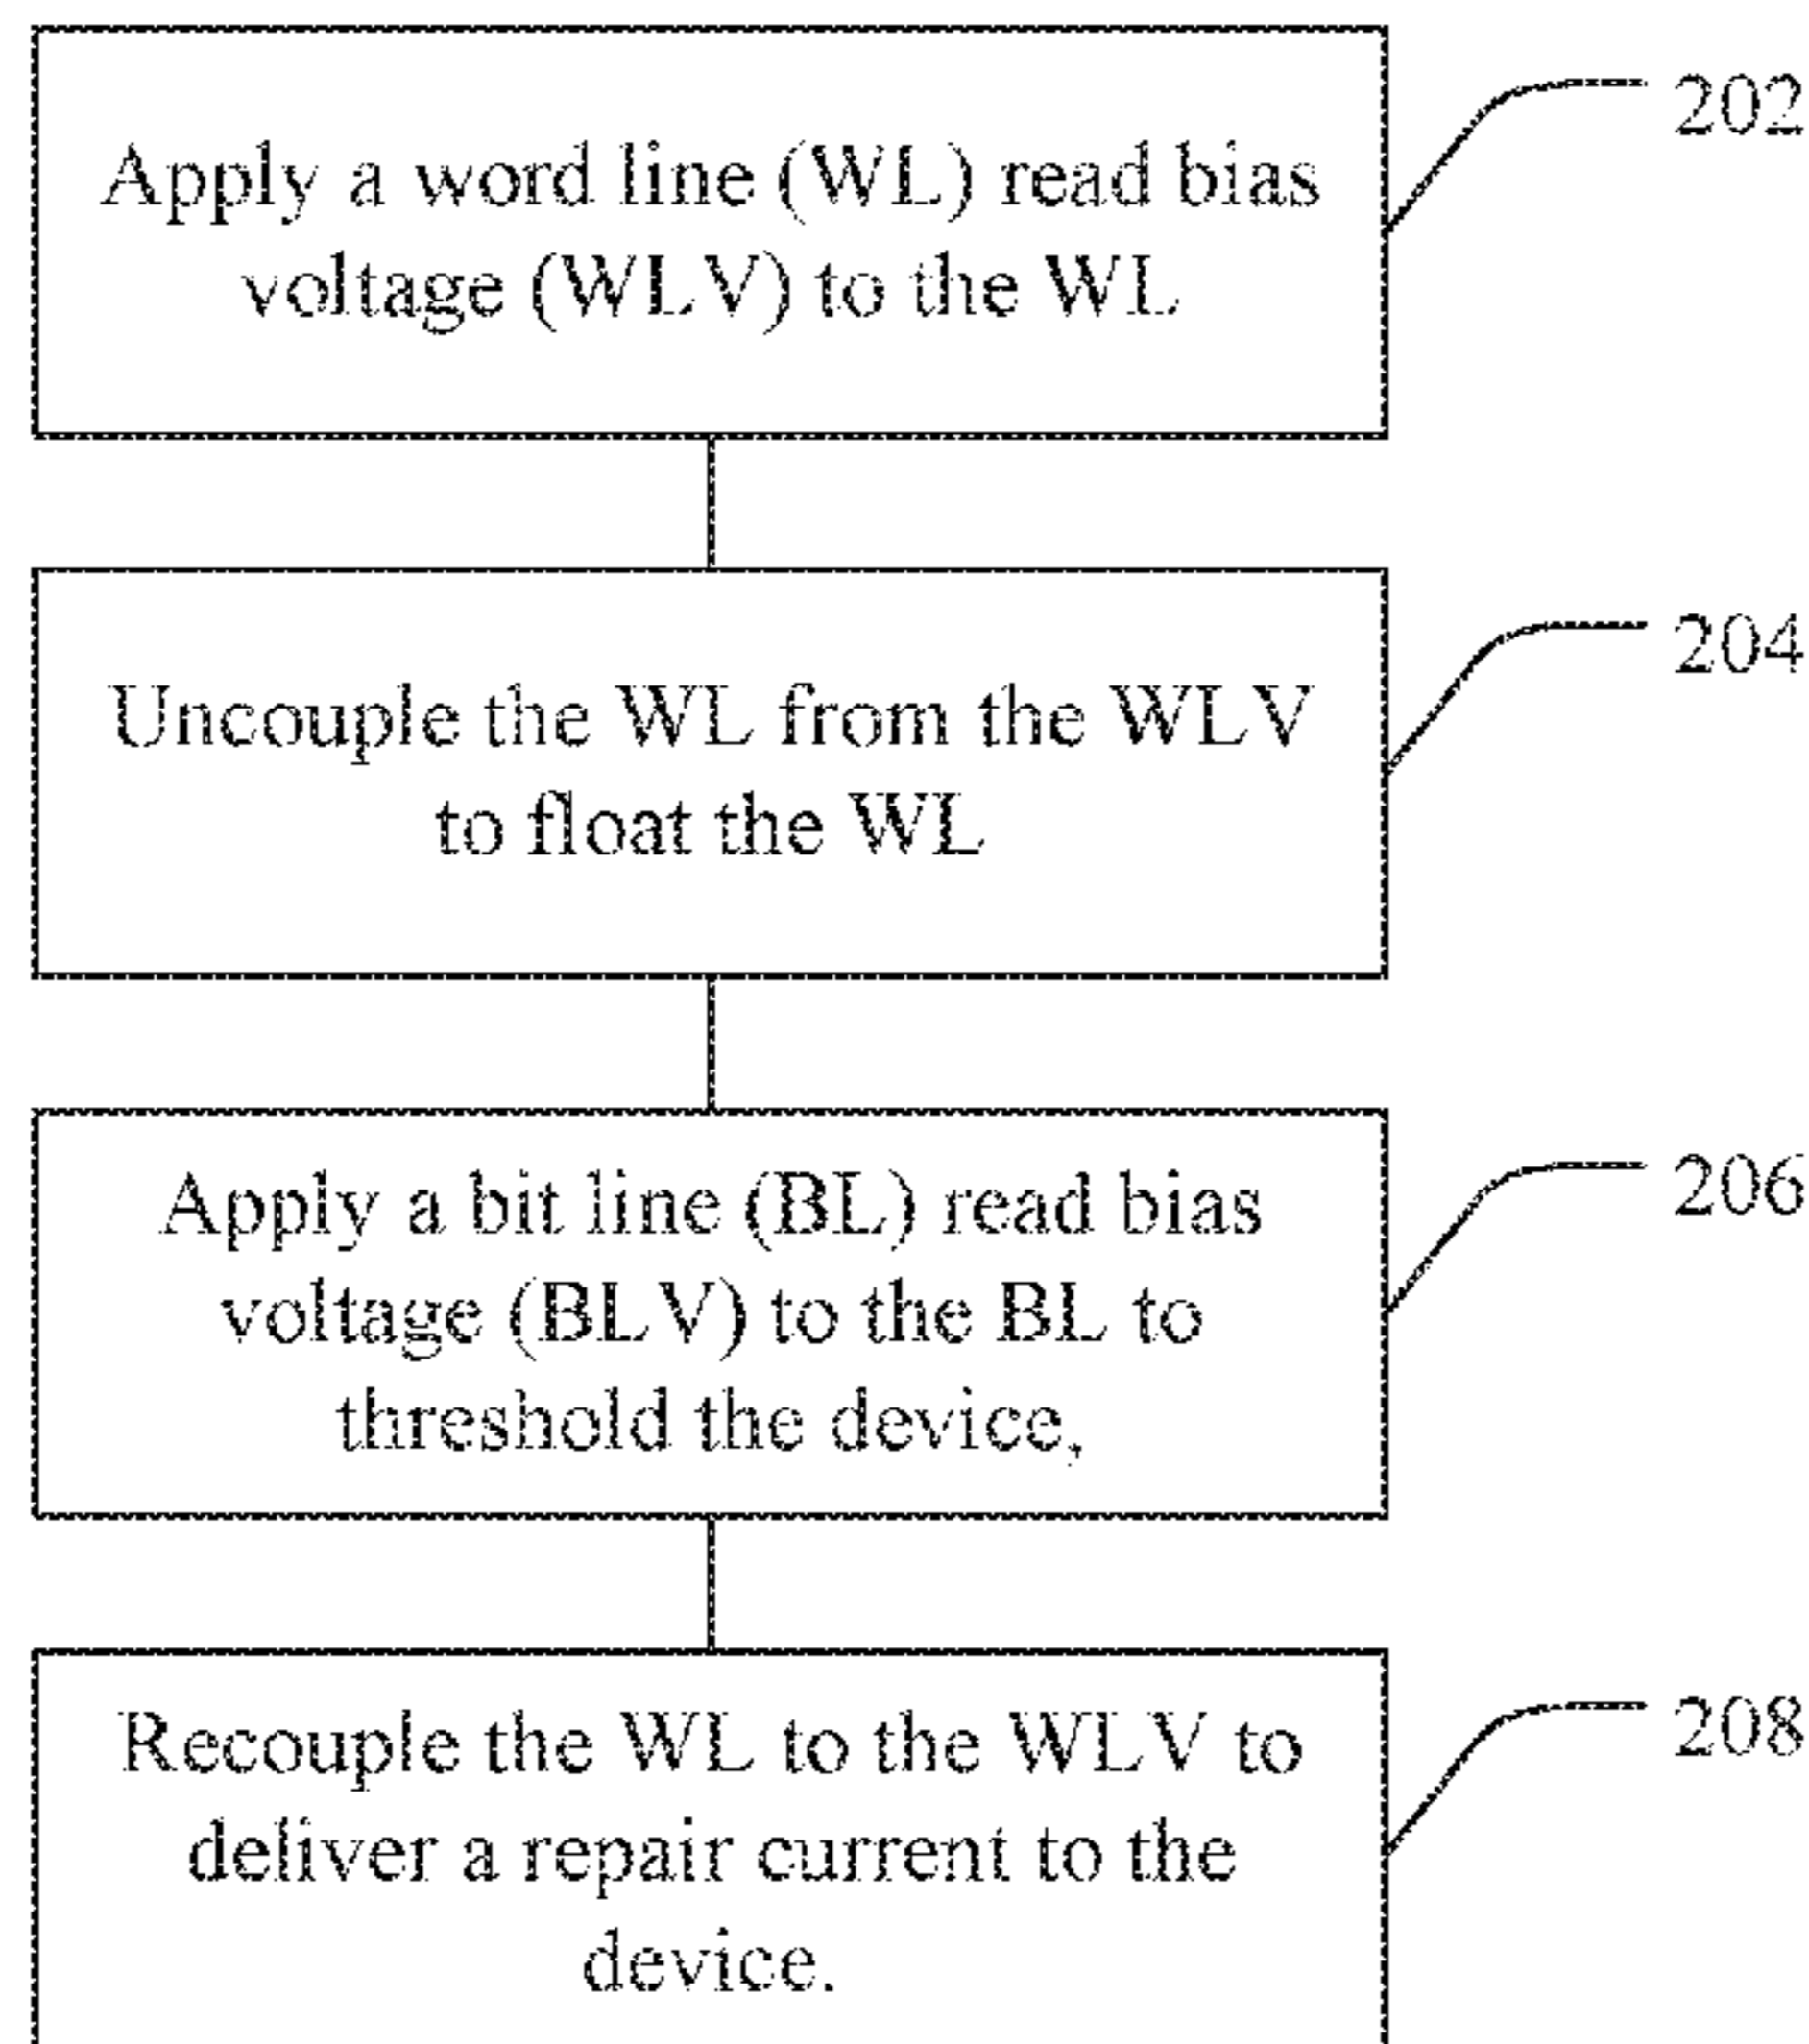 Apply a word line (WL) read bias
voltage (WLV) to the WL
202
Uncouple the WL from the WLV
to float the WL
204
Apply a bit line (BL) read bias
voltage (BLV) to the BL to
threshold the device,
206
Recouple the WL to the WLV to
deliver a repair current to the
device.
208